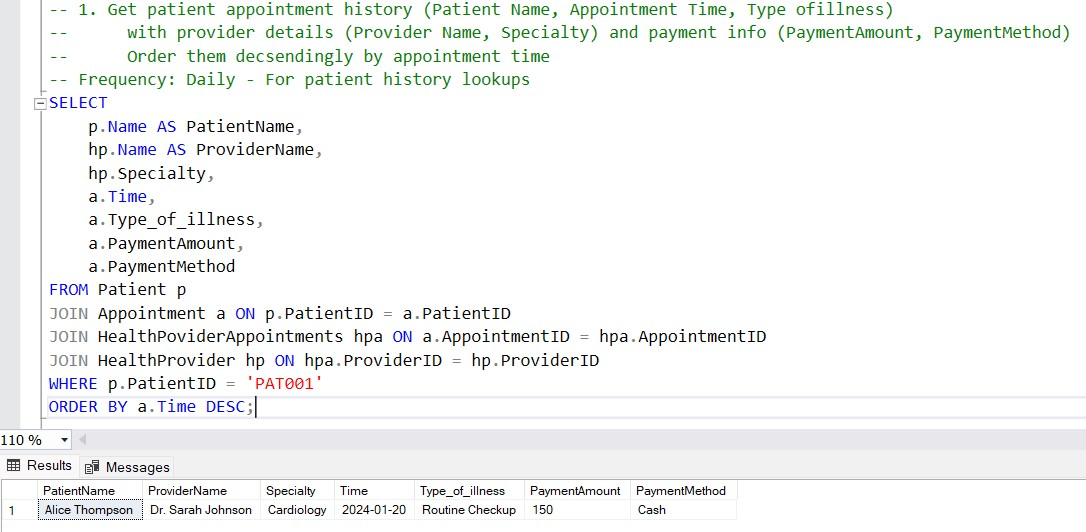 -- 1. Get patient appointment history (Patient Name, Appointment Time, Type ofillness)
-- with provider details (Provider Name, Specialty) and payment info (PaymentAmount, PaymentMethod)
-- Order them decsendingly by appointment time
-- Frequency: Daily - For patient history lookups
SELECT
p.Name AS PatientName,
hp.Name AS ProviderName,
hp.Specialty,
a.Time,
a.Type_of_illness,
a.PaymentAmount,
a.PaymentMethod
FROM Patient p
JOIN Appointment a ON p.PatientID = a.PatientID
JOIN HealthPoviderAppointments hpa ON a.AppointmentID = hpa.AppointmentID
JOIN HealthProvider hp ON hpa.ProviderID = hp.ProviderID
WHERE p.PatientID = 'PAT001'
ORDER BY a.Time DESC;
110 %
Results Messages
PatientName ProviderName Specialty Time Type_of_illness PaymentAmount PaymentMethod
1 Alice Thompson Dr. Sarah Johnson Cardiology 2024-01-20 Routine Checkup 150 Cash